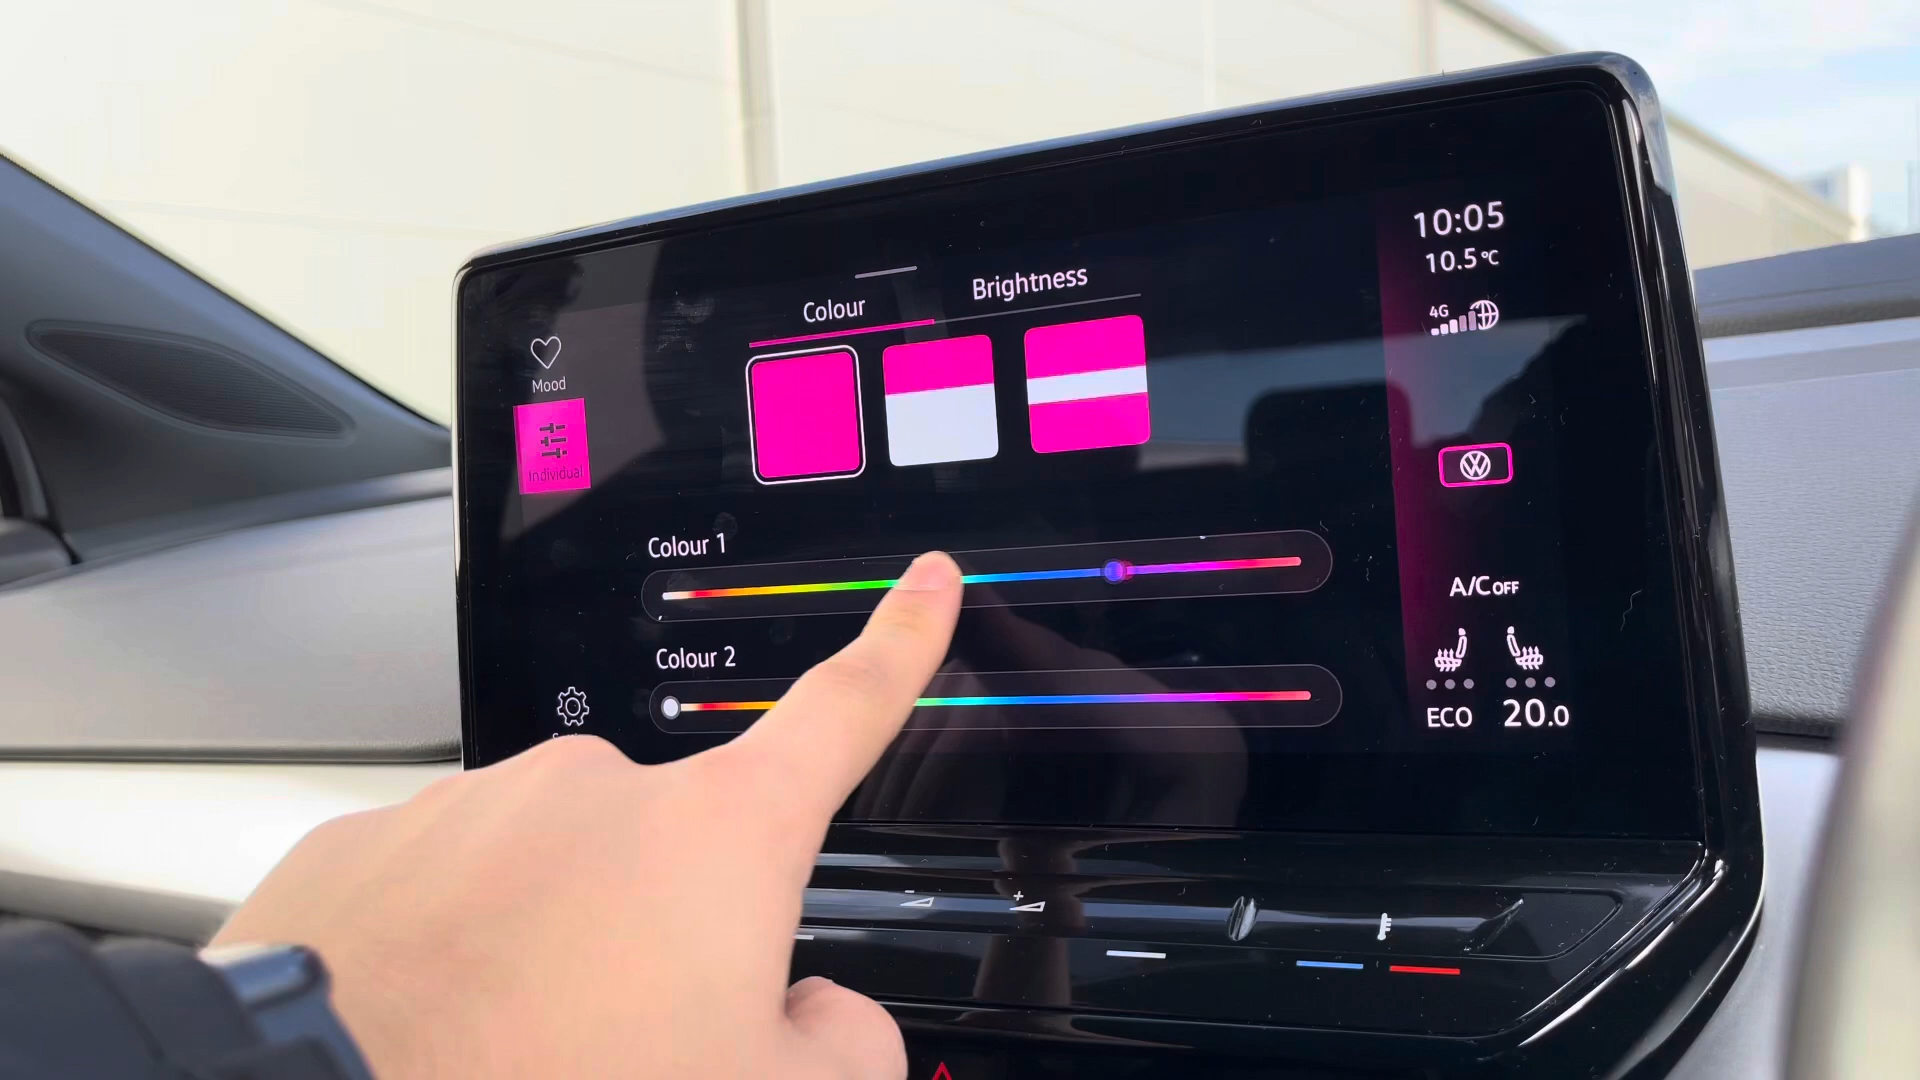 Colour
Brightness
Mood
Individual
Colour 1
Colour 2
10:05
10.5°C
4G
A/C OFF
ECO
20.0